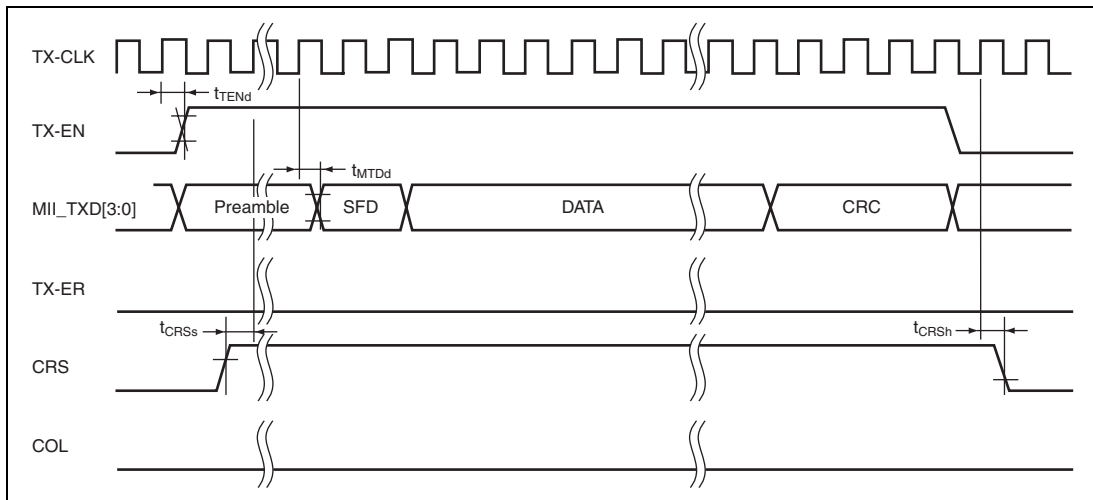 TX-CLK
tTENd
TX-EN
tMTDd
MII_TXD[3:0]
Preamble
SFD
DATA
CRC
TX-ER
tCRSs
tCRSh
CRS
COL